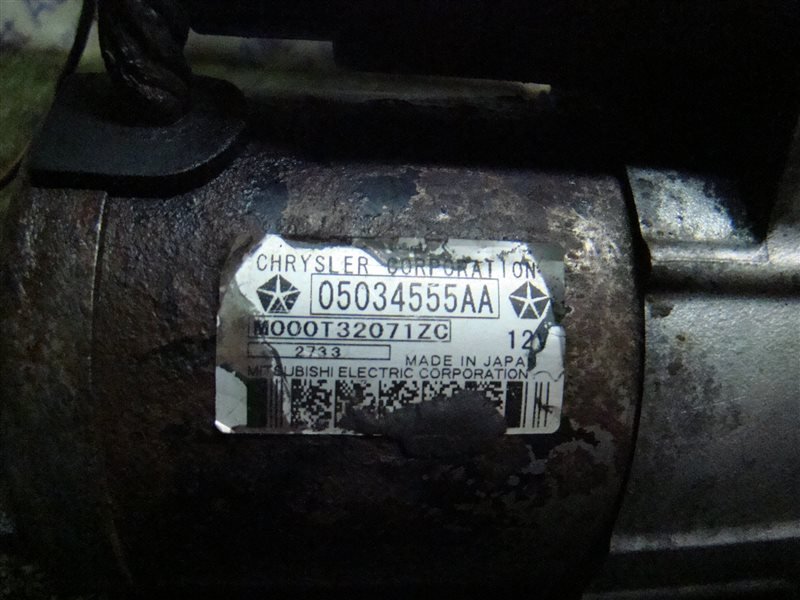 CHRYSLER CORPORATION
05034555AA
M000T32071ZC 12V
2733 MADE IN JAPAN
MITSUBISHI ELECTRIC CORPORATION